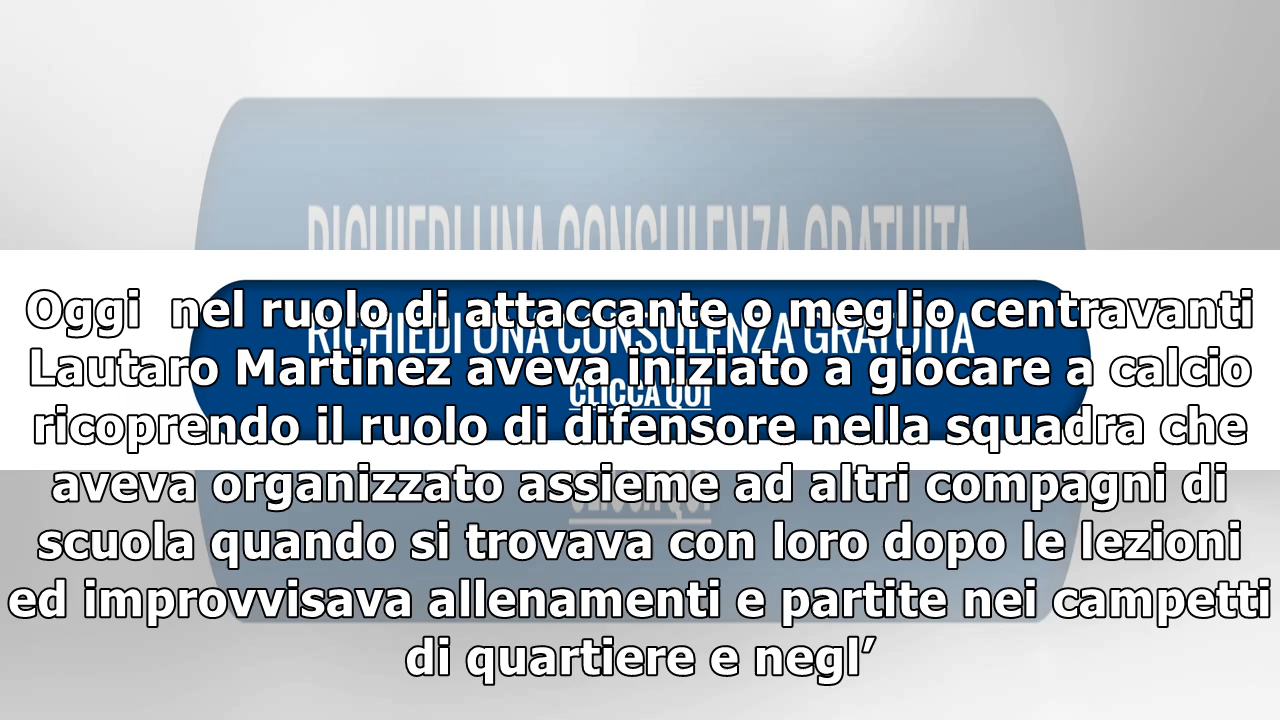 RICHIEDI UNA CONSULENZA GRATUITA
Oggi  nel ruolo di attaccante o meglio centravanti
RICHIEDI UNA CONSULENZA GRATUITA
Lautaro Martinez aveva iniziato a giocare a calcio
CLICCA QUI
ricoprendo il ruolo di difensore nella squadra che
aveva organizzato assieme ad altri compagni di
CLICCA QUI
scuola quando si trovava con loro dopo le lezioni
ed improvvisava allenamenti e partite nei campetti
di quartiere e negl’